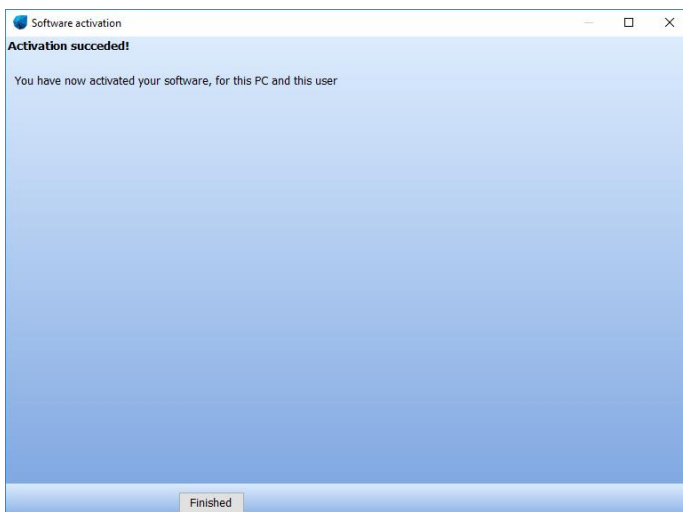 Software activation
Activation succeded!
You have now activated your software, for this PC and this user
Finished